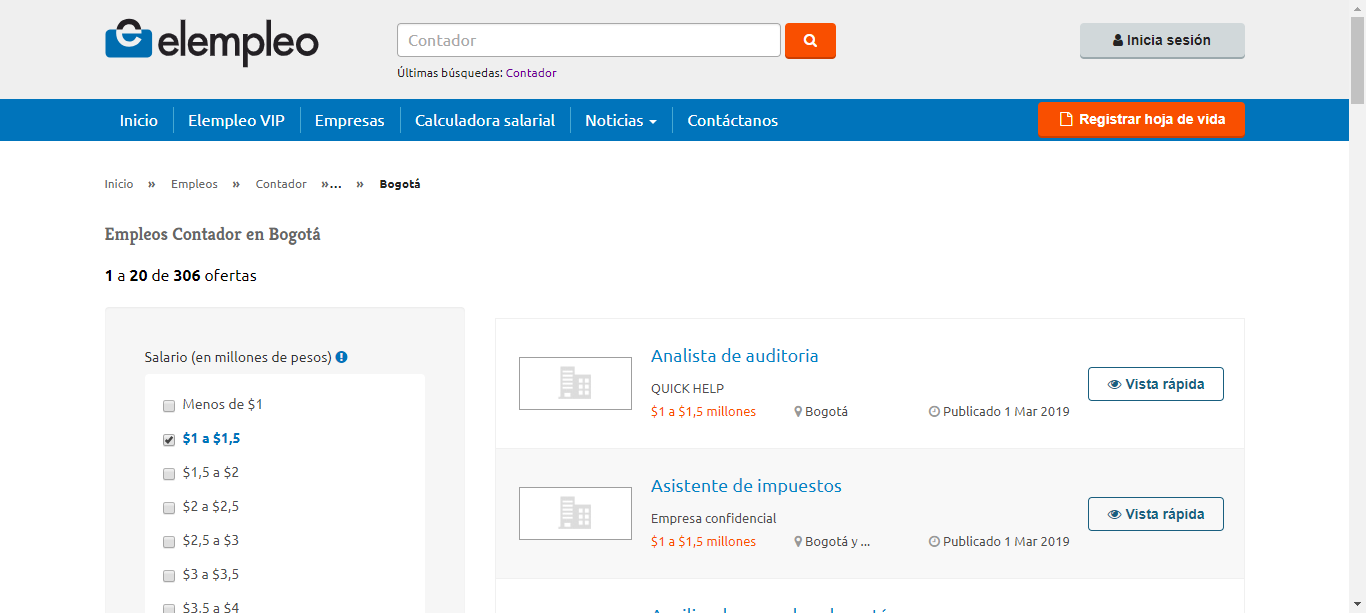 elempleo
Contador
Inicia sesión
Últimas búsquedas: Contador
Inicio
Elempleo VIP
Empresas
Calculadora salarial
Noticias
Contáctanos
Registrar hoja de vida
Inicio » Empleos » Contador »... » Bogotá
Empleos Contador en Bogotá
1 a 20 de 306 ofertas
Salario (en millones de pesos)
Menos de $1
$1 a $1,5
$1,5 a $2
$2 a $2,5
$2,5 a $3
$3 a $3,5
$3,5 a $4
Analista de auditoria
QUICK HELP
$1 a $1,5 millones
Bogotá
Publicado 1 Mar 2019
Vista rápida
Asistente de impuestos
Empresa confidencial
$1 a $1,5 millones
Bogotá y ...
Publicado 1 Mar 2019
Vista rápida